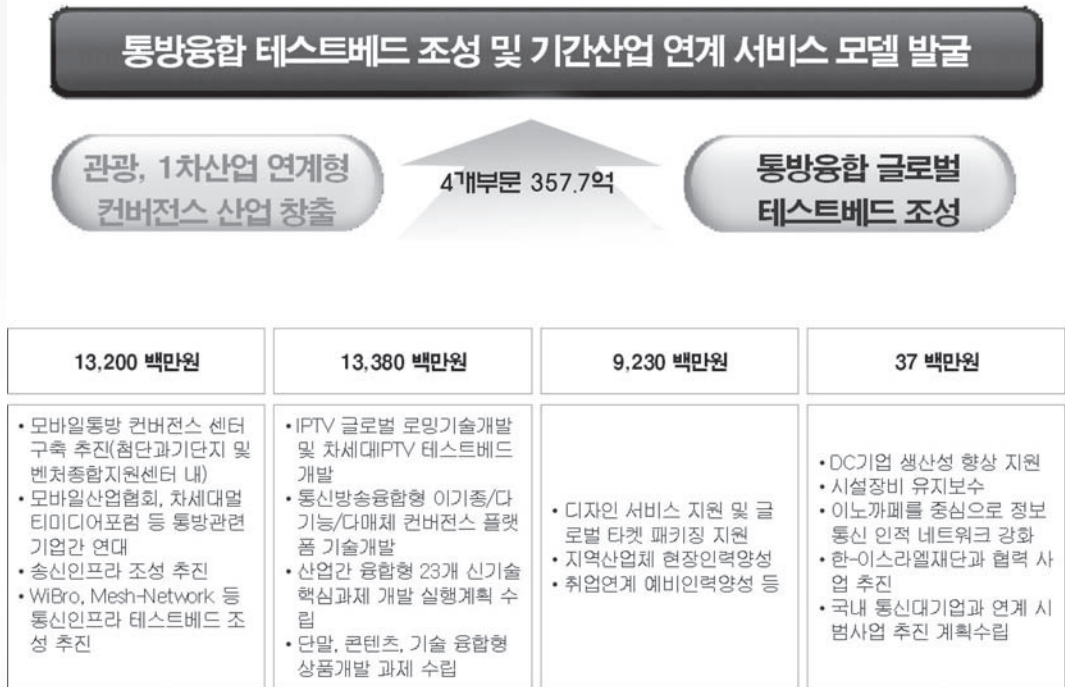 통방융합 테스트베드 조성 및 기간산업 연계 서비스 모델 발굴
관광, 1차산업 연계형
컨버전스 산업 창출
4개부문 357.7억
통방융합 글로벌
테스트베드 조성
13,200 백만원
13,380 백만원
9,230 백만원
37 백만원
• 모바일통방 컨버전스 센터
구축 추진(첨단과기단지 및
벤처종합지원센터 내)
• 모바일산업협회, 차세대멀
티미디어포럼 등 통방관련
기업간 연대
• 송신인프라 조성 추진
• WiBro, Mesh-Network 등
통신인프라 테스트베드 조
성 추진
• IPTV 글로벌 로밍기술개발
및 차세대IPTV 테스트베드
개발
• 통신방송융합형 이기종/다
기능/다매체 컨버전스 플랫
폼 기술개발
• 산업간 융합형 23개 신기술
핵심과제 개발 실행계획 수
립
• 단말, 콘텐츠, 기술 융합형
상품개발 과제 수립
• 디자인 서비스 지원 및 글
로벌 타켓 패키징 지원
• 지역산업체 현장인력양성
• 취업연계 예비인력양성 등
• DC기업 생산성 향상 지원
• 시설장비 유지보수
• 이노까페를 중심으로 정보
통신 인적 네트워크 강화
• 한-이스라엘재단과 협력 사
업 추진
• 국내 통신대기업과 연계 시
범사업 추진 계획수립